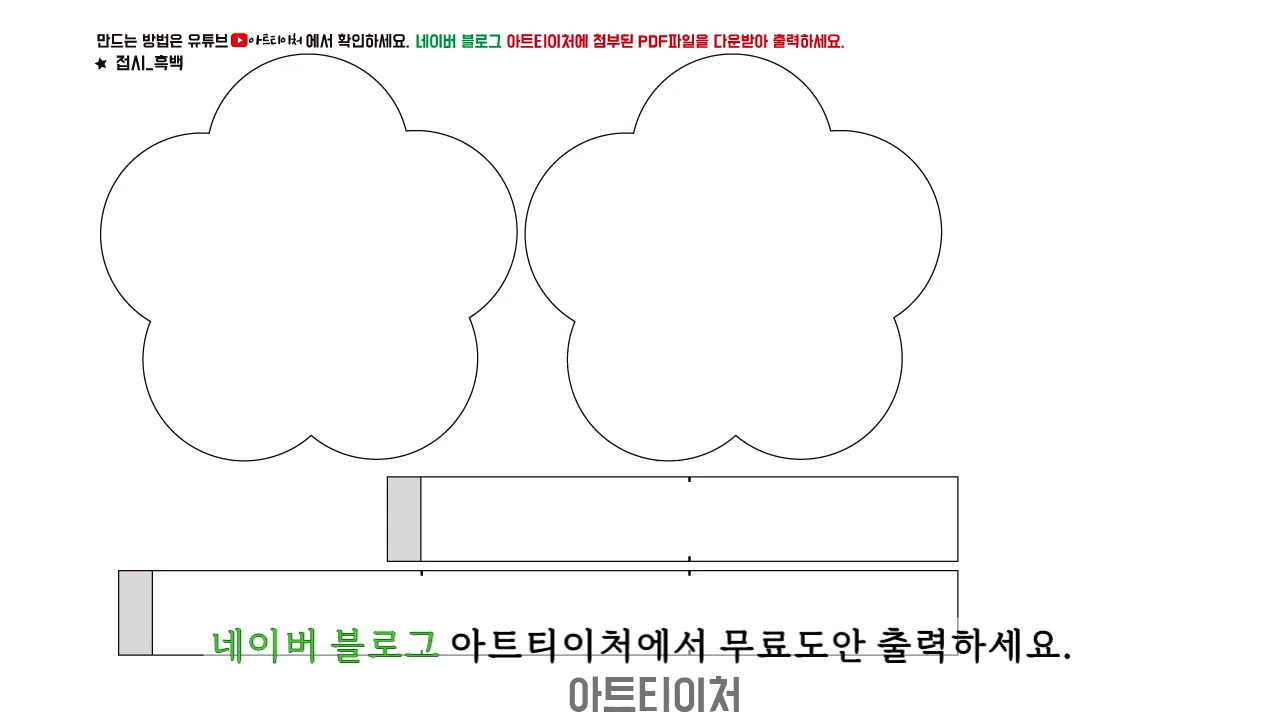 만드는 방법은 유튜브 아트티이처 에서 확인하세요. 네이버 블로그 아트티이처에 첨부된 PDF파일을 다운받아 출력하세요.
★ 접시_흑백
네이버 블로그 아트티이처에서 무료도안 출력하세요.
아트티이처